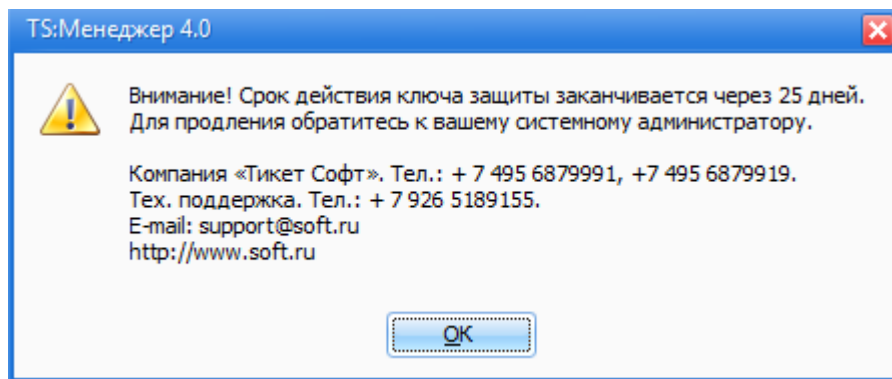 TS:Менеджер 4.0
Внимание! Срок действия ключа защиты заканчивается через 25 дней.
Для продления обратитесь к вашему системному администратору.
Компания «Тикет Софт». Тел.: + 7 495 6879991, +7 495 6879919.
Тех. поддержка. Тел.: + 7 926 5189155.
E-mail: support@soft.ru
http://www.soft.ru
OK